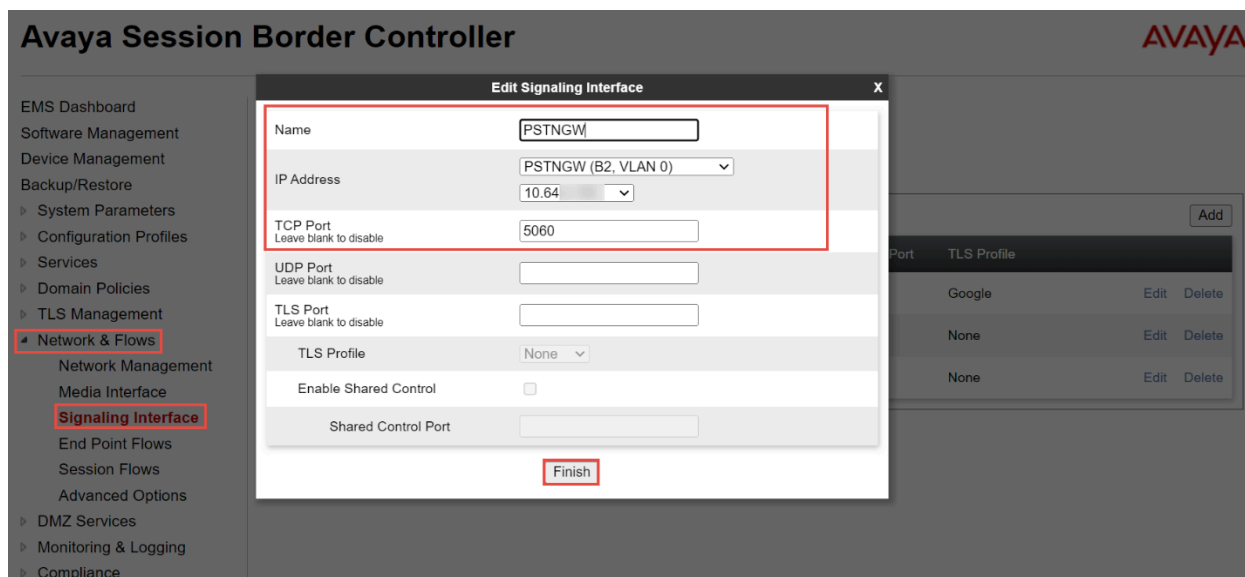 Avaya Session Border Controller
AVAYA
EMS Dashboard
Software Management
Device Management
Backup/Restore
System Parameters
Configuration Profiles
Services
Domain Policies
TLS Management
Network & Flows
Network Management
Media Interface
Signaling Interface
End Point Flows
Session Flows
Advanced Options
DMZ Services
Monitoring & Logging
Compliance
Edit Signaling Interface X
Name PSTNGW
IP Address PSTNGW (B2, VLAN 0)
10.64
TCP Port 5060
Leave blank to disable
UDP Port
Leave blank to disable
TLS Port
Leave blank to disable
TLS Profile None
Enable Shared Control
Shared Control Port
Finish
Add
Port TLS Profile
Google Edit Delete
None Edit Delete
None Edit Delete